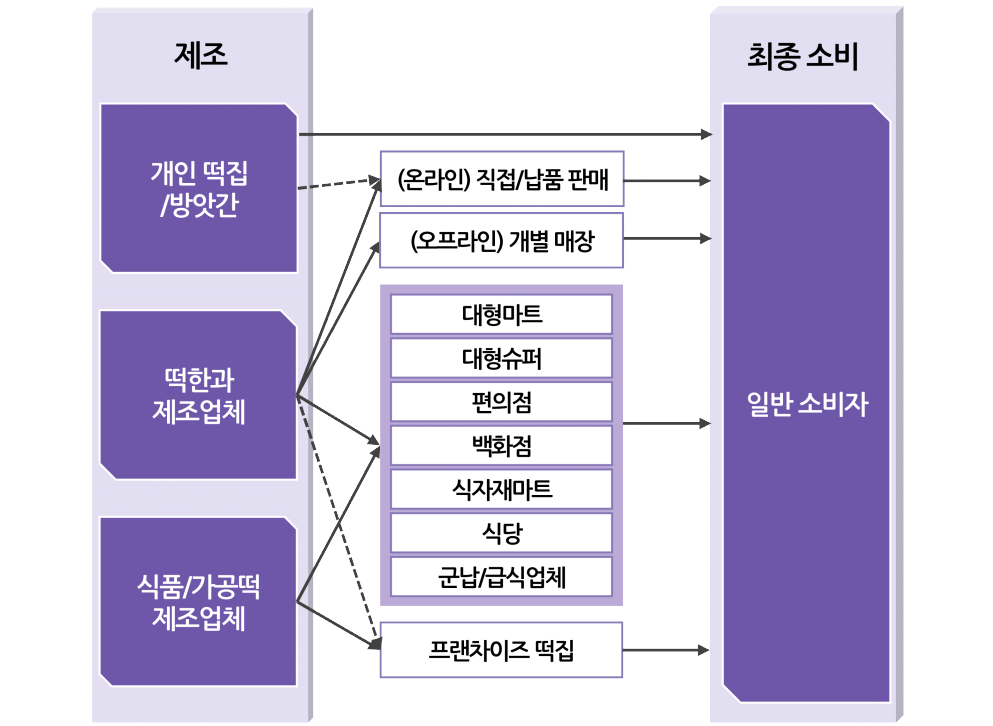 제조
최종 소비
개인 떡집
/방앗간
떡한과
제조업체
식품/가공떡
제조업체
(온라인) 직접/납품 판매
(오프라인) 개별 매장
대형마트
대형슈퍼
편의점
백화점
식자재마트
식당
군납/급식업체
프랜차이즈 떡집
일반 소비자